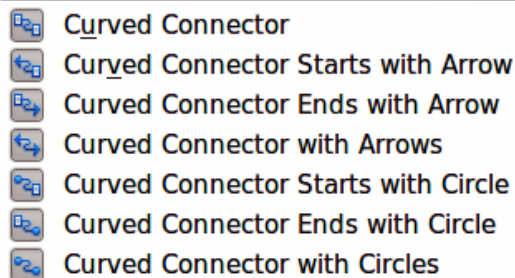 Curved Connector
Curved Connector Starts with Arrow
Curved Connector Ends with Arrow
Curved Connector with Arrows
Curved Connector Starts with Circle
Curved Connector Ends with Circle
Curved Connector with Circles